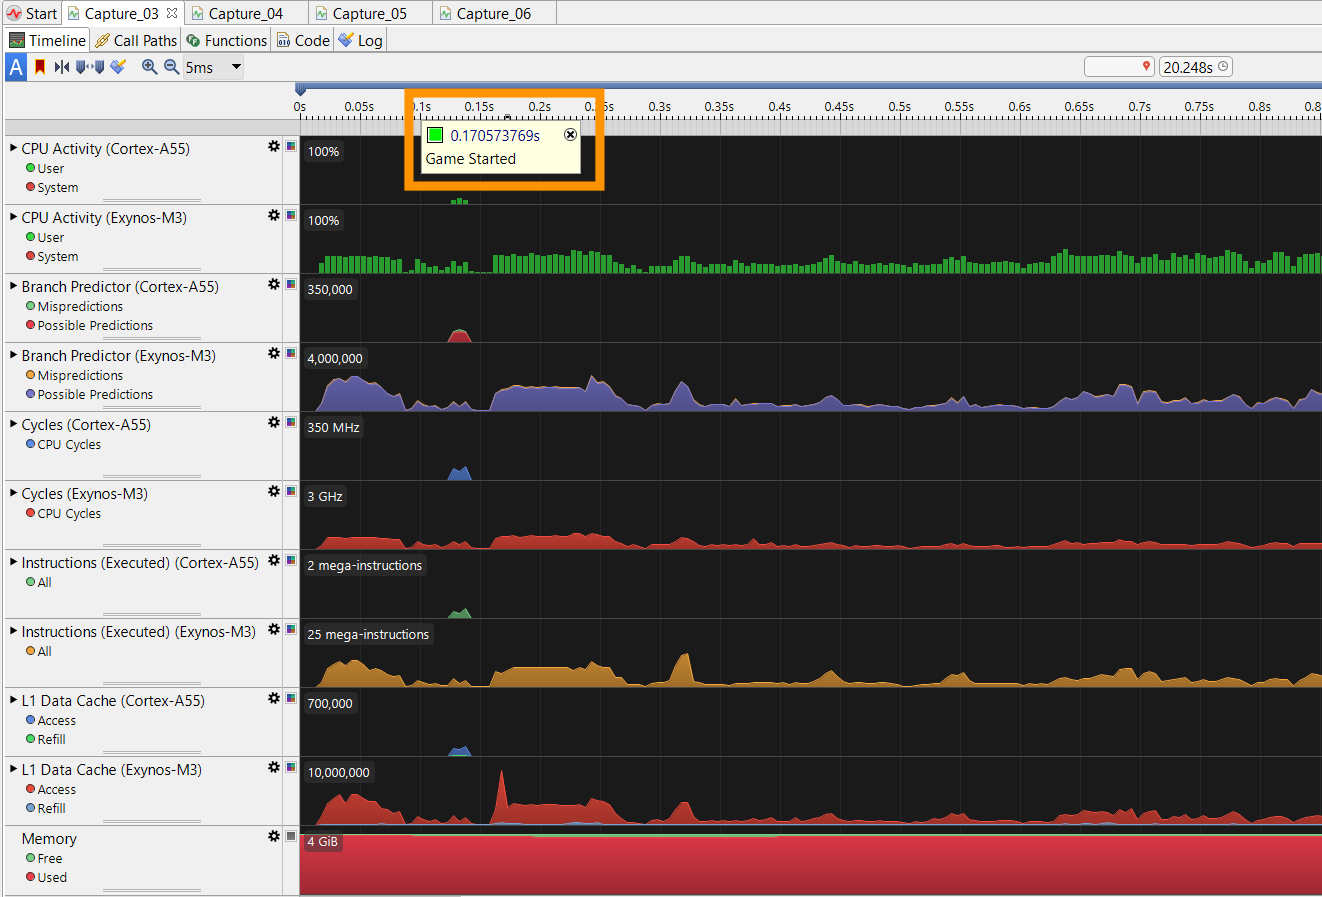 Start Capture_03 Capture_04 Capture_05 Capture_06
Timeline Call Paths Functions Code Log
A 5ms 20.248s
0s 0.05s 0.1s 0.15s 0.2s 0.25s 0.3s 0.35s 0.4s 0.45s 0.5s 0.55s 0.6s 0.65s 0.7s 0.75s 0.8s 0.8
0.170573769s
Game Started
CPU Activity (Cortex-A55) 100%
User
System
CPU Activity (Exynos-M3) 100%
User
System
Branch Predictor (Cortex-A55) 350,000
Mispredictions
Possible Predictions
Branch Predictor (Exynos-M3) 4,000,000
Mispredictions
Possible Predictions
Cycles (Cortex-A55) 350 MHz
CPU Cycles
Cycles (Exynos-M3) 3 GHz
CPU Cycles
Instructions (Executed) (Cortex-A55) 2 mega-instructions
All
Instructions (Executed) (Exynos-M3) 25 mega-instructions
All
L1 Data Cache (Cortex-A55) 700,000
Access
Refill
L1 Data Cache (Exynos-M3) 10,000,000
Access
Refill
Memory 4 GiB
Free
Used